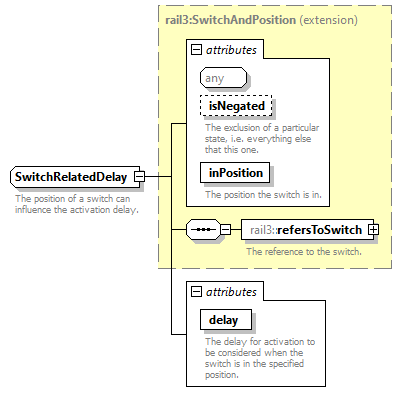 rail3:SwitchAndPosition (extension)
attributes
any
isNegated
The exclusion of a particular
state, i.e. everything else
that this one.
inPosition
The position the switch is in.
SwitchRelatedDelay
The position of a switch can
influence the activation delay.
rail3::refersToSwitch
The reference to the switch.
attributes
delay
The delay for activation to
be considered when the
switch is in the specified
position.